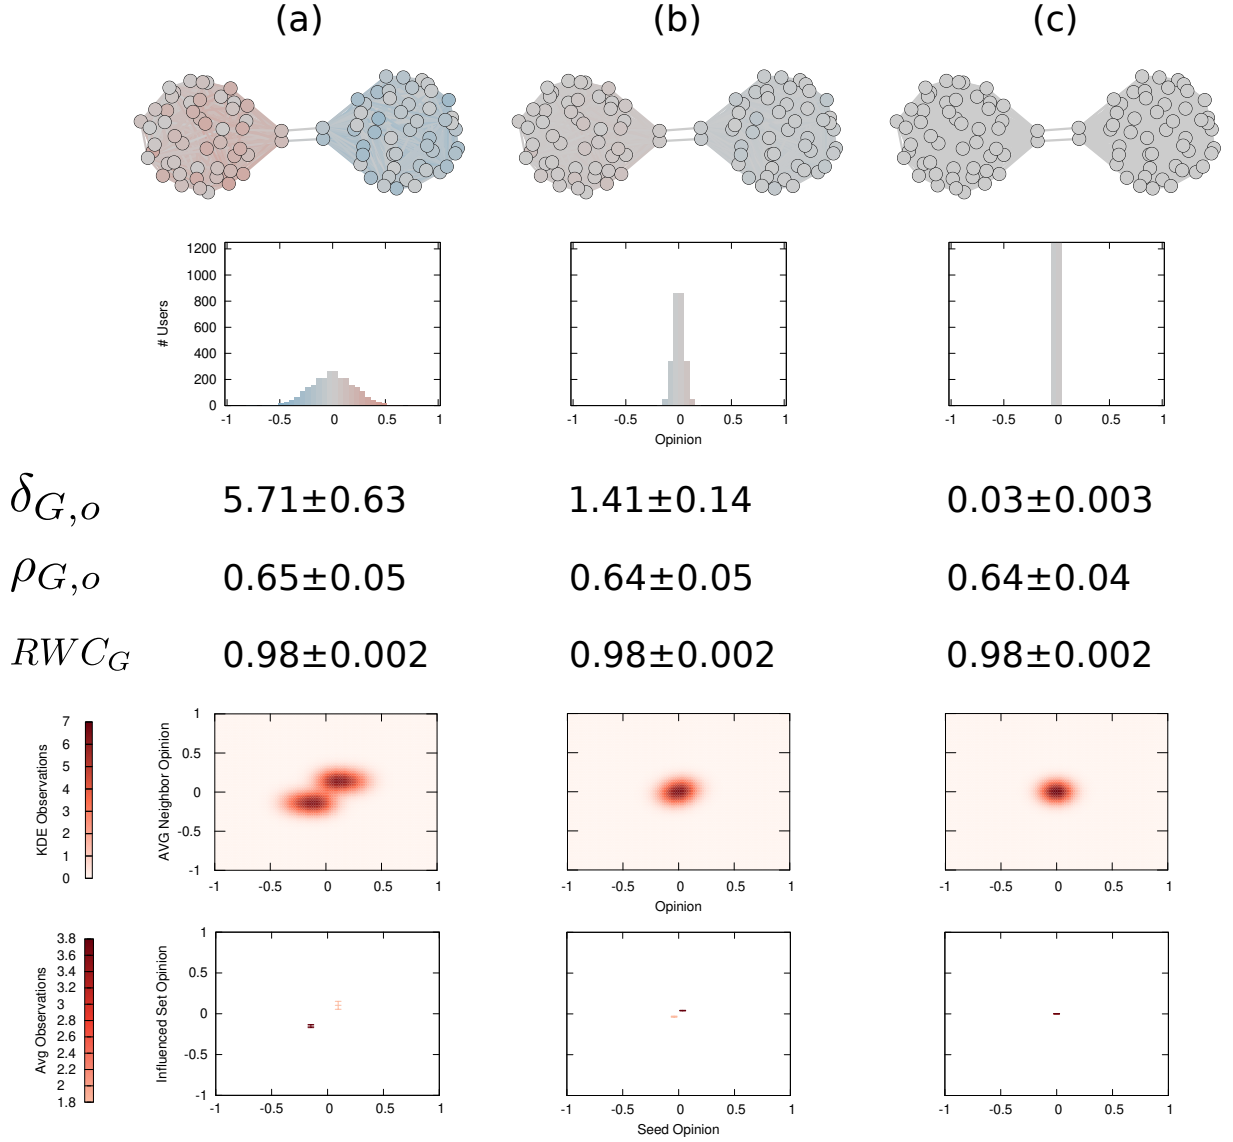 (a) (b) (c)
1200
1000
800
600
400
200
0
# Users
-1 -0.5 0 0.5 1
-1 -0.5 0 0.5 1
-1 -0.5 0 0.5 1
Opinion
δG,o 5.71±0.63 1.41±0.14 0.03±0.003
ρG,o 0.65±0.05 0.64±0.05 0.64±0.04
RWCG 0.98±0.002 0.98±0.002 0.98±0.002
7
6
5
4
3
2
1
0
KDE Observations
1
0.5
0
-0.5
-1
AVG Neighbor Opinion
-1 -0.5 0 0.5 1
-1 -0.5 0 0.5 1
-1 -0.5 0 0.5 1
Opinion
3.8
3.6
3.4
3.2
3
2.8
2.6
2.4
2.2
2
1.8
Avg Observations
1
0.5
0
-0.5
-1
Influenced Set Opinion
-1 -0.5 0 0.5 1
-1 -0.5 0 0.5 1
-1 -0.5 0 0.5 1
Seed Opinion